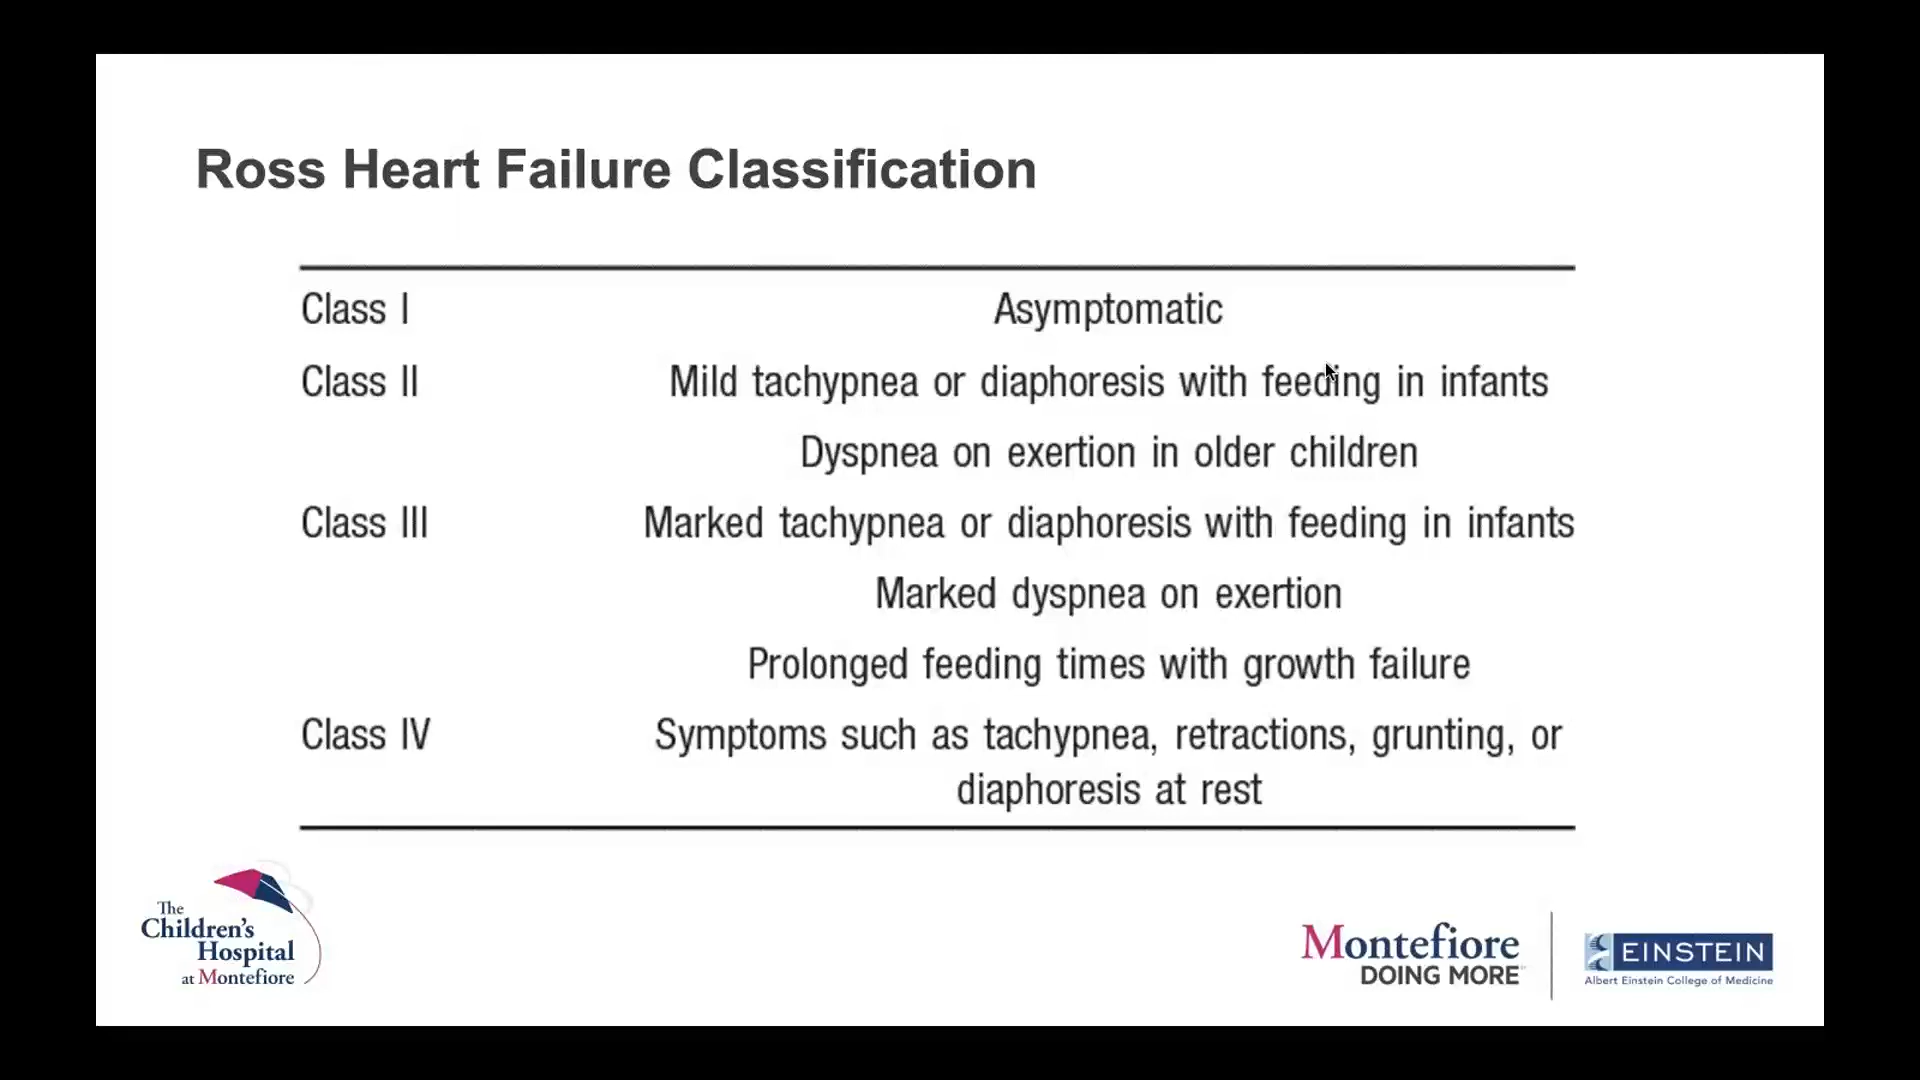 Ross Heart Failure Classification
Class I Asymptomatic
Class II Mild tachypnea or diaphoresis with feeding in infants
Dyspnea on exertion in older children
Class III Marked tachypnea or diaphoresis with feeding in infants
Marked dyspnea on exertion
Prolonged feeding times with growth failure
Class IV Symptoms such as tachypnea, retractions, grunting, or
diaphoresis at rest
The
Children's
Hospital
at Montefiore
Montefiore
DOING MORE
EINSTEIN
Albert Einstein College of Medicine